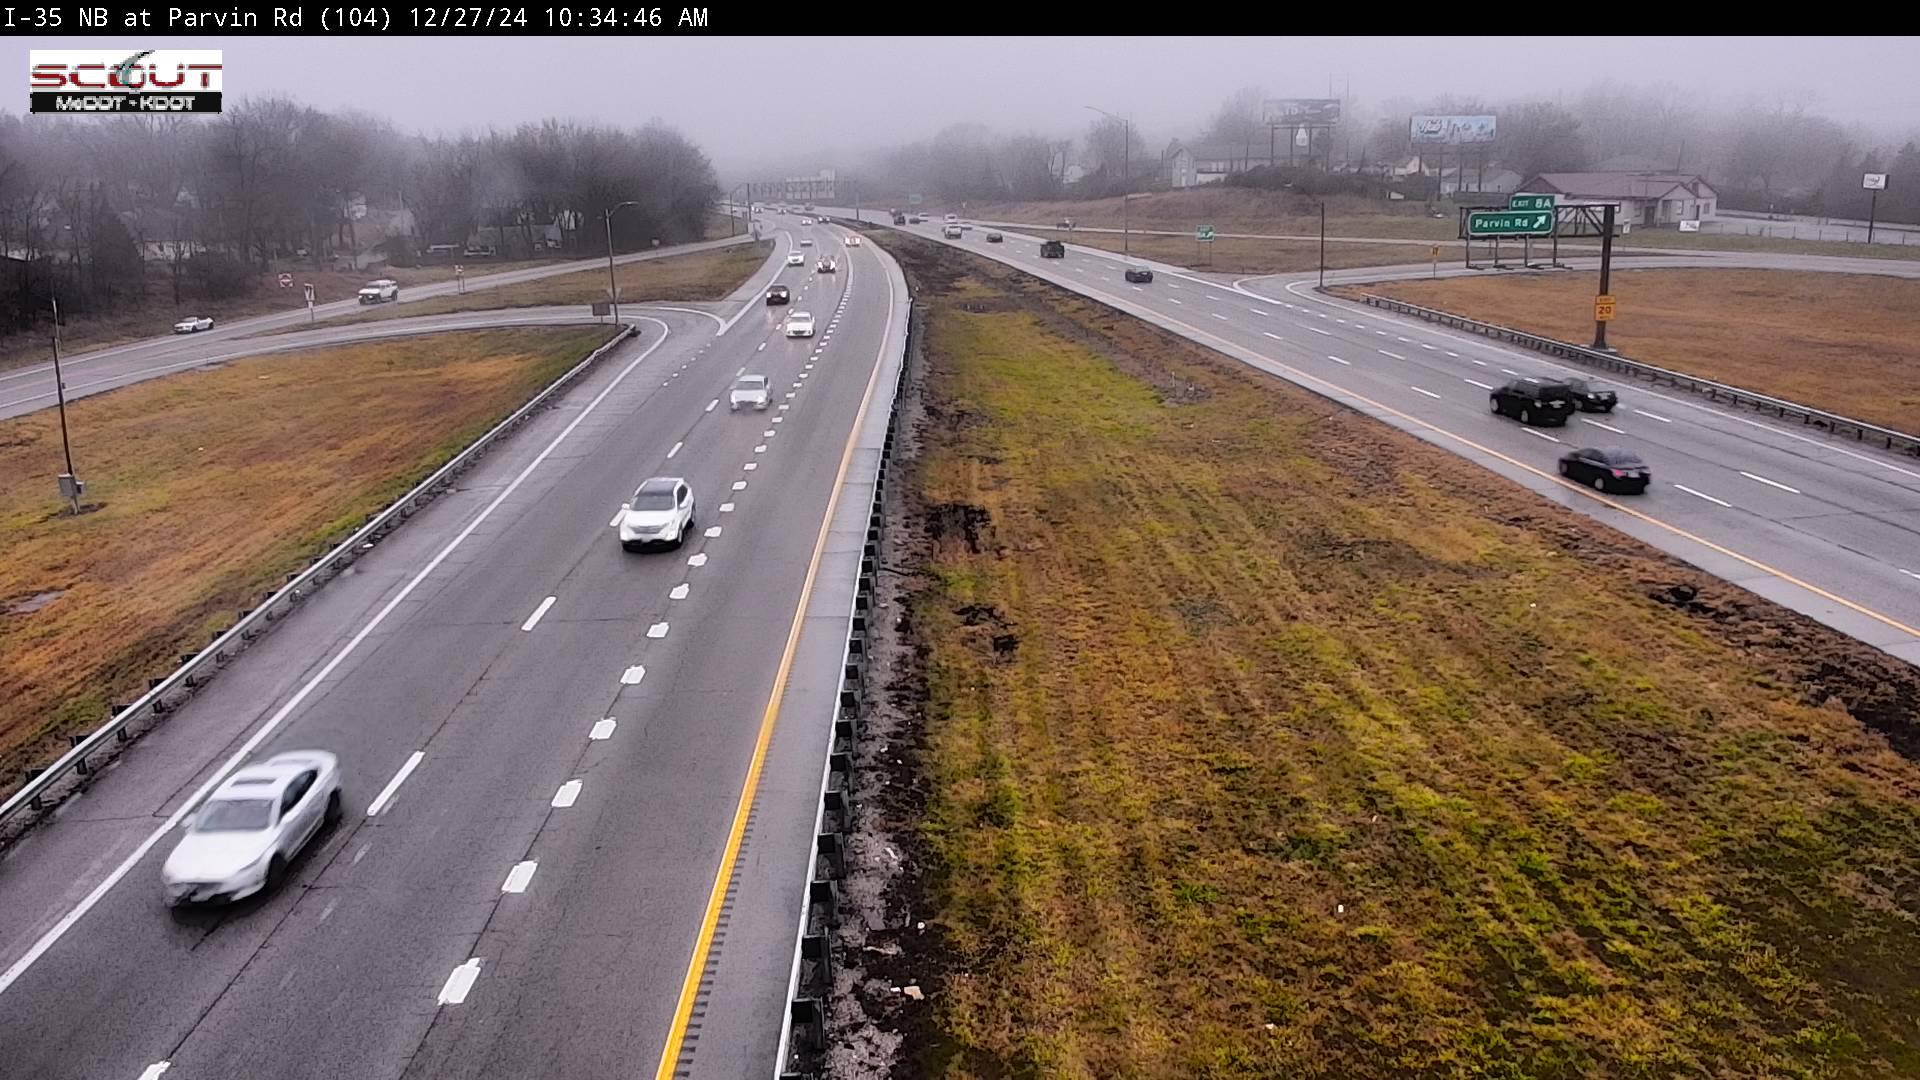 I-35 NB at Parvin Rd (104) 12/27/24 10:34:46 AM
SCOUT
MoDOT - KDOT
EXIT 8A
Parvin Rd
20